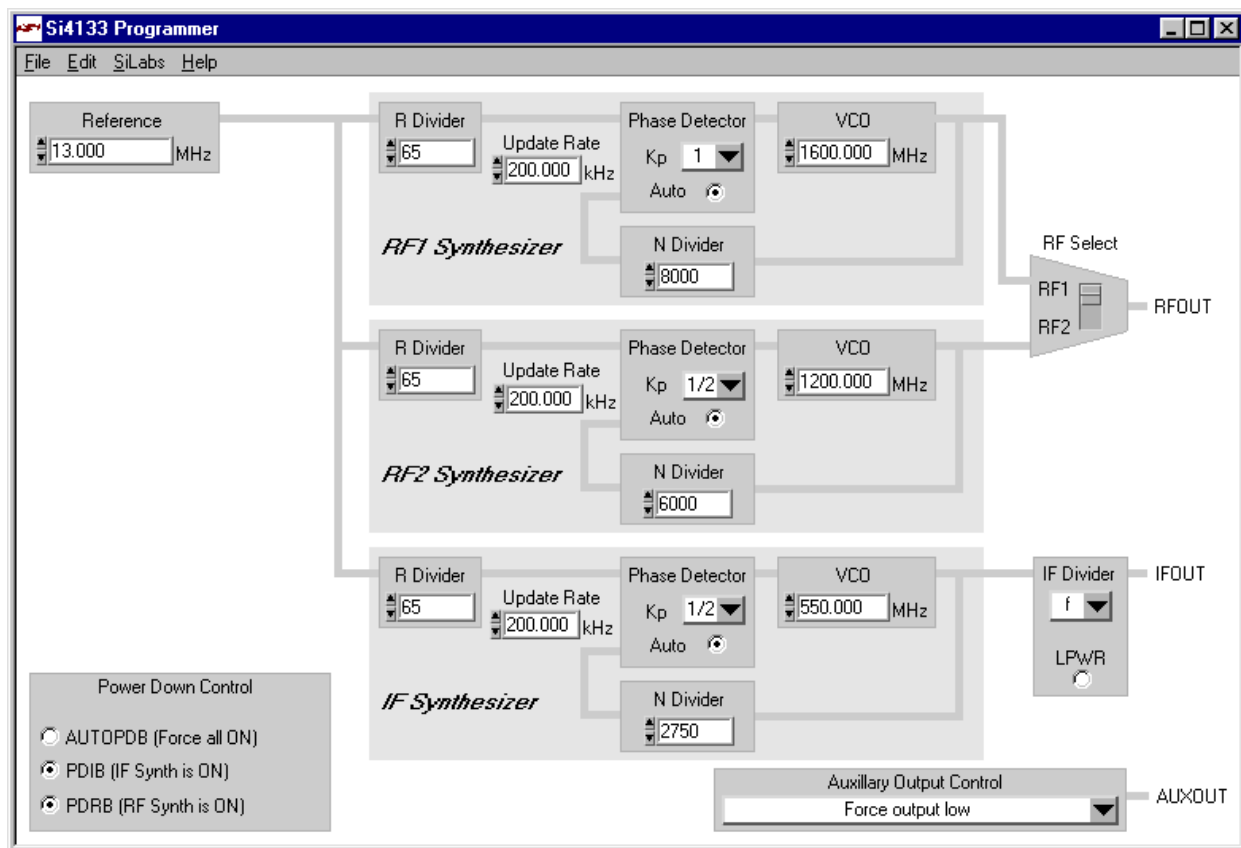 Si4133 Programmer
File Edit SiLabs Help
Reference
13.000 MHz
R Divider
65
Update Rate
200.000 kHz
Phase Detector
Kp 1
Auto
VCO
1600.000 MHz
RF1 Synthesizer
N Divider
8000
RF Select
RF1
RF2
RFOUT
R Divider
65
Update Rate
200.000 kHz
Phase Detector
Kp 1/2
Auto
VCO
1200.000 MHz
RF2 Synthesizer
N Divider
6000
R Divider
65
Update Rate
200.000 kHz
Phase Detector
Kp 1/2
Auto
VCO
550.000 MHz
IF Divider
f
LPWR
IFOUT
IF Synthesizer
N Divider
2750
Power Down Control
AUTOPDB (Force all ON)
PDIB (IF Synth is ON)
PDRB (RF Synth is ON)
Auxillary Output Control
Force output low
AUXOUT